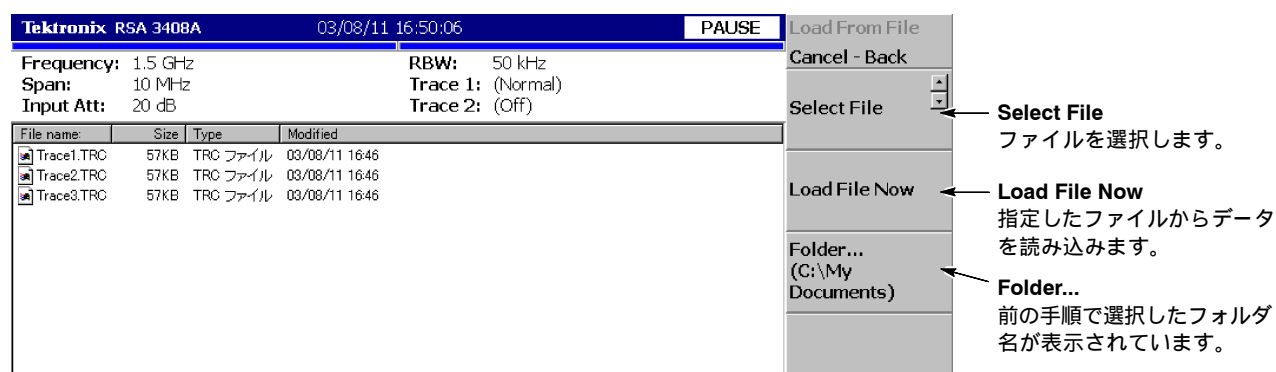 Tektronix RSA 3408A 03/08/11 16:50:06 PAUSE
Frequency: 1.5 GHz RBW: 50 kHz
Span: 10 MHz Trace 1: (Normal)
Input Att: 20 dB Trace 2: (Off)
File name: Size Type Modified
Trace1.TRC 57KB TRC ファイル 03/08/11 16:46
Trace2.TRC 57KB TRC ファイル 03/08/11 16:46
Trace3.TRC 57KB TRC ファイル 03/08/11 16:46
Load From File
Cancel - Back
Select File
Load File Now
Folder...
(C:\My
Documents)
Select File
ファイルを選択します。
Load File Now
指定したファイルからデータ
を読み込みます。
Folder...
前の手順で選択したフォルダ
名が表示されています。